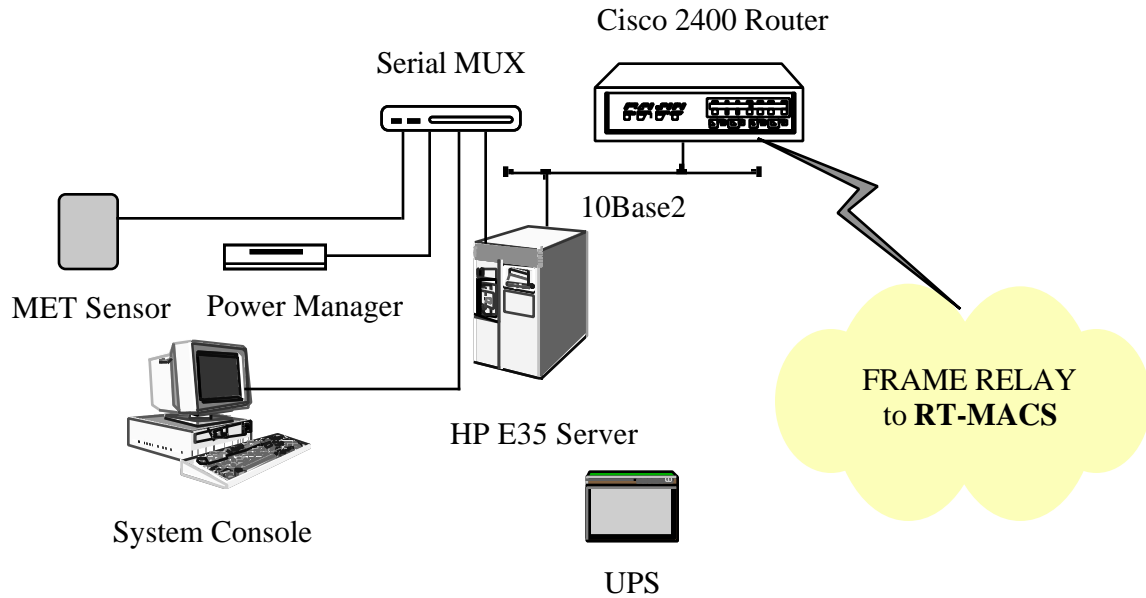 Cisco 2400 Router
Serial MUX
10Base2
MET Sensor
Power Manager
FRAME RELAY
to RT-MACS
HP E35 Server
System Console
UPS